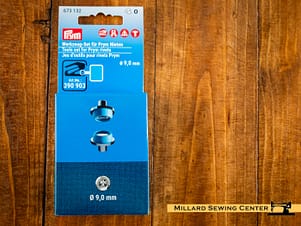 673 132
0
Prym
Werkzeug-Set für Prym Nieten
Tools set for Prym rivets
Jeu d'outils pour rivets Prym
ø 9,0 mm
390 903
Ø 9,0 mm
MILLARD SEWING CENTER